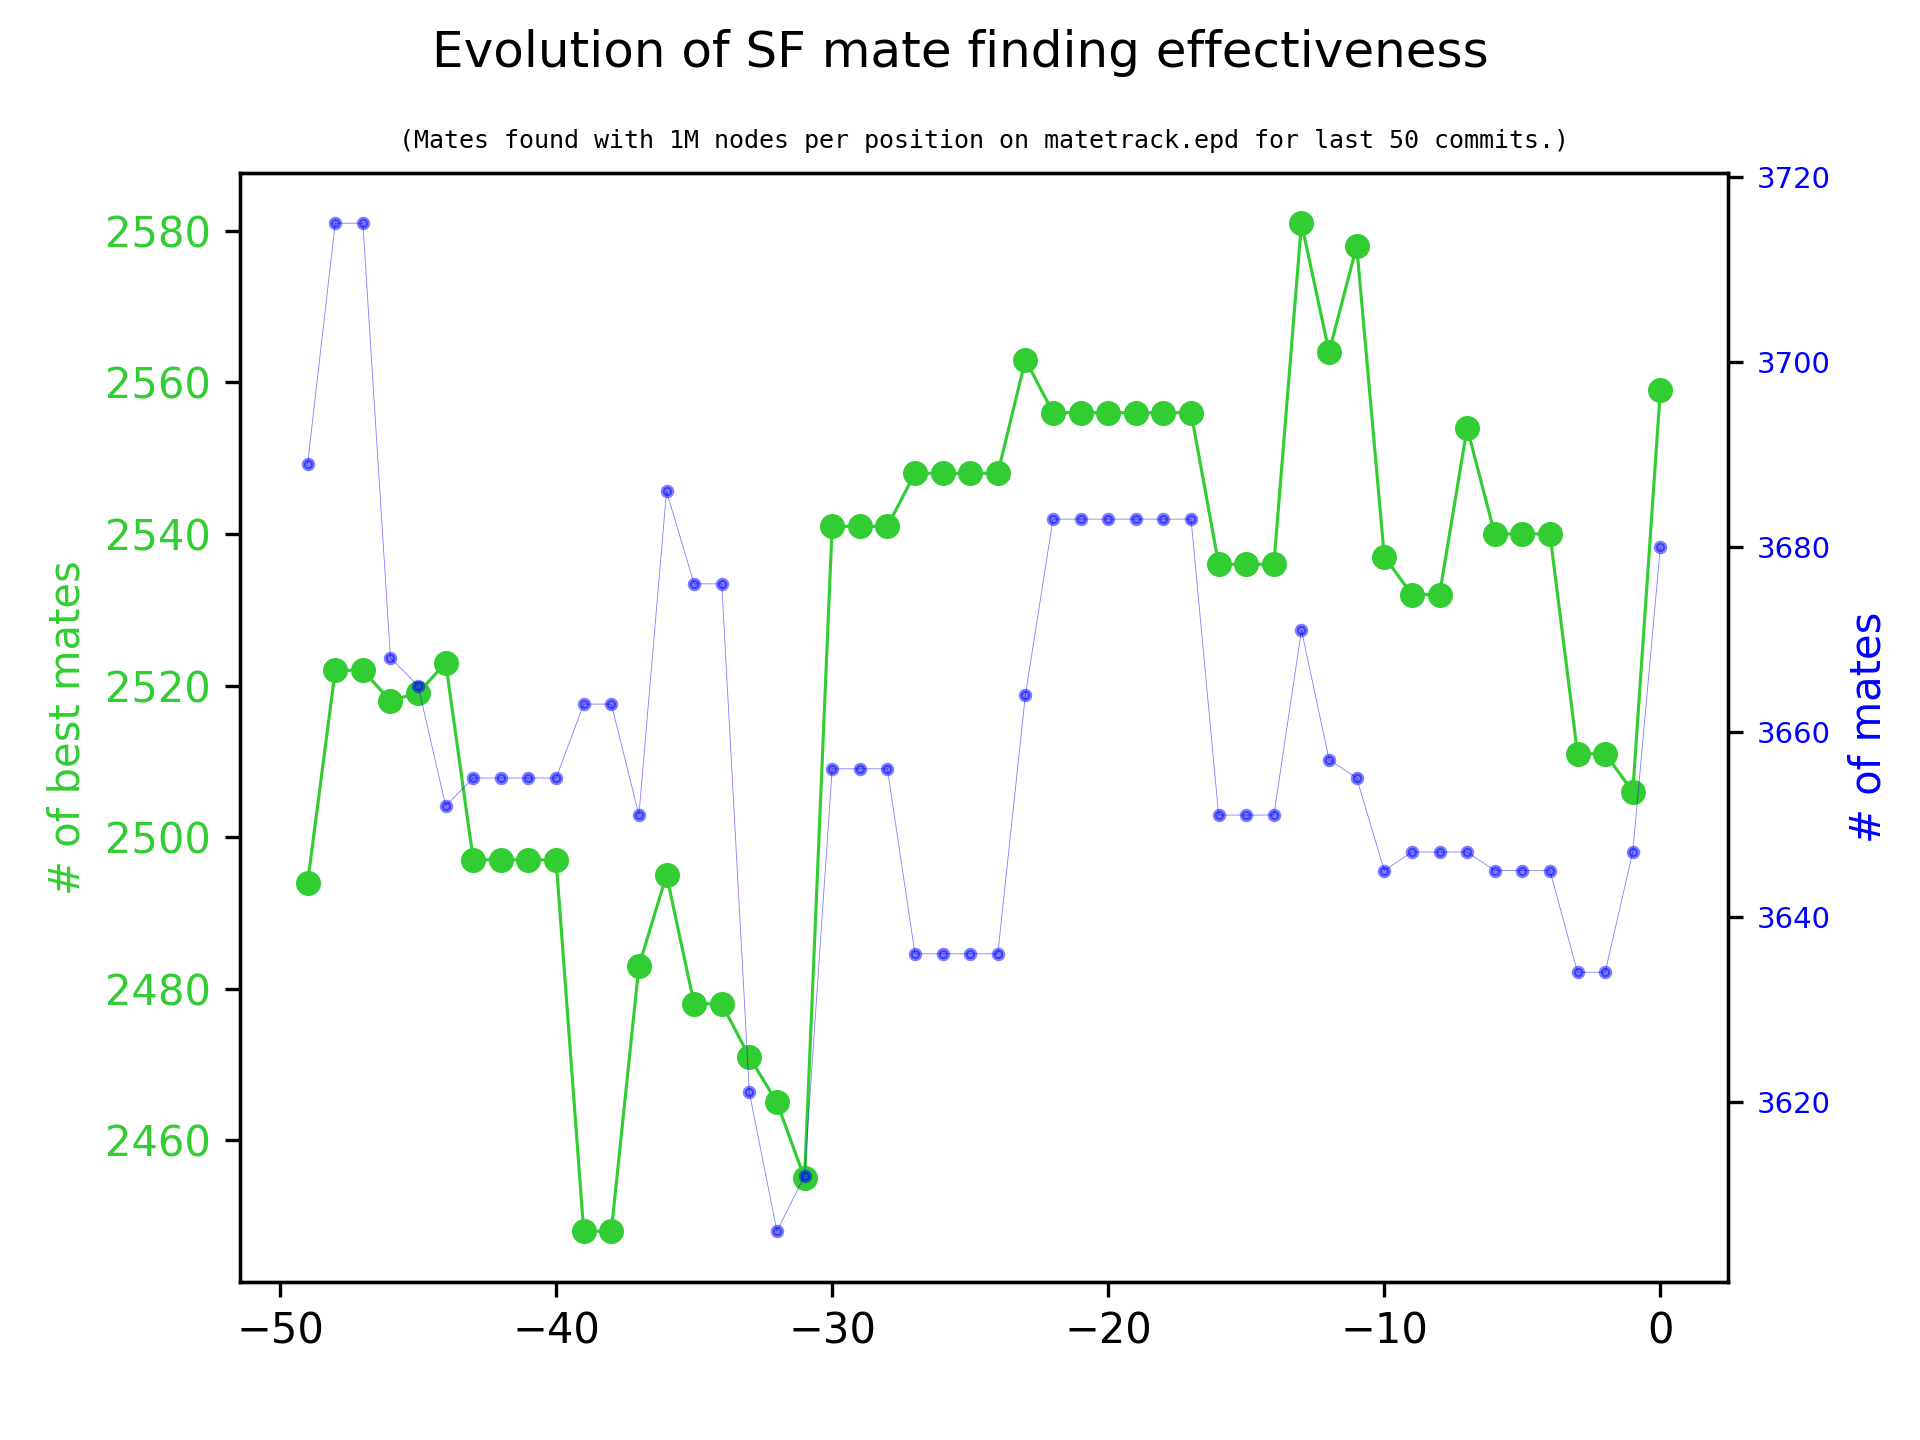 Evolution of SF mate finding effectiveness
(Mates found with 1M nodes per position on matetrack.epd for last 50 commits.)
# of best mates
2580
2560
2540
2520
2500
2480
2460
3720
3700
3680
3660
3640
3620
# of mates
−50 −40 −30 −20 −10 0